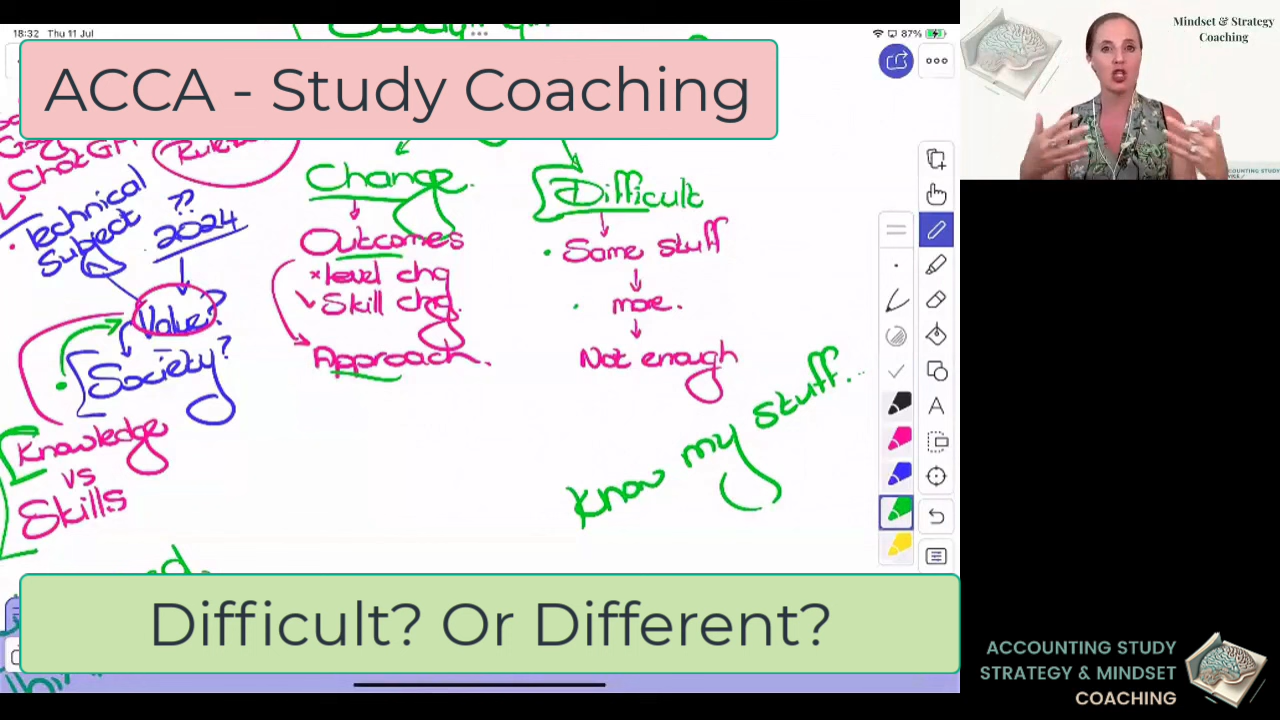 18:32 Thu 11 Jul
87%
Mindset & Strategy
Coaching
ACCA - Study Coaching
ChatGPT
Technical
Subject
??
2024
Value?
Society?
Knowledge
vs
Skills
Change
Outcomes
× level chg
Skill chg.
Approach.
Difficult
• Same stuff
• more.
Not enough
Know my stuff...
A
Difficult? Or Different?
ACCOUNTING STUDY
STRATEGY & MINDSET
COACHING